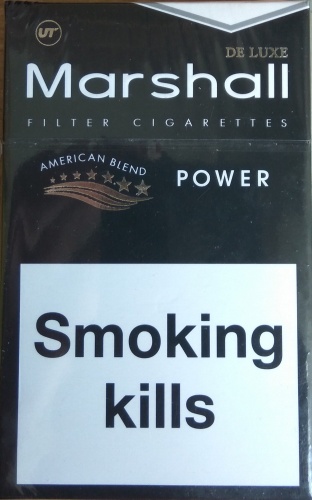 UT
DE LUXE
Marshall
FILTER CIGARETTES
AMERICAN BLEND
POWER
Smoking
kills